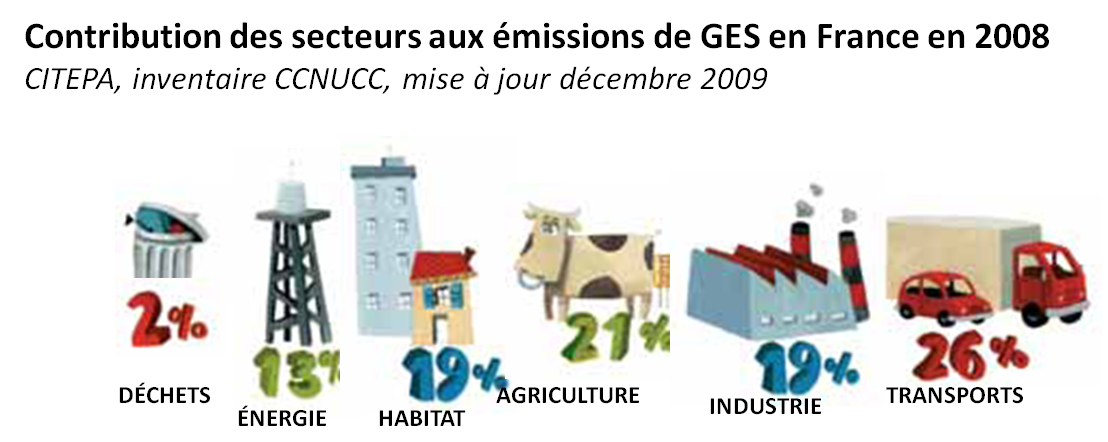 Contribution des secteurs aux émissions de GES en France en 2008
CITEPA, inventaire CCNUCC, mise à jour décembre 2009
2%
13%
19%
21%
19%
26%
DÉCHETS
ÉNERGIE
HABITAT
AGRICULTURE
INDUSTRIE
TRANSPORTS